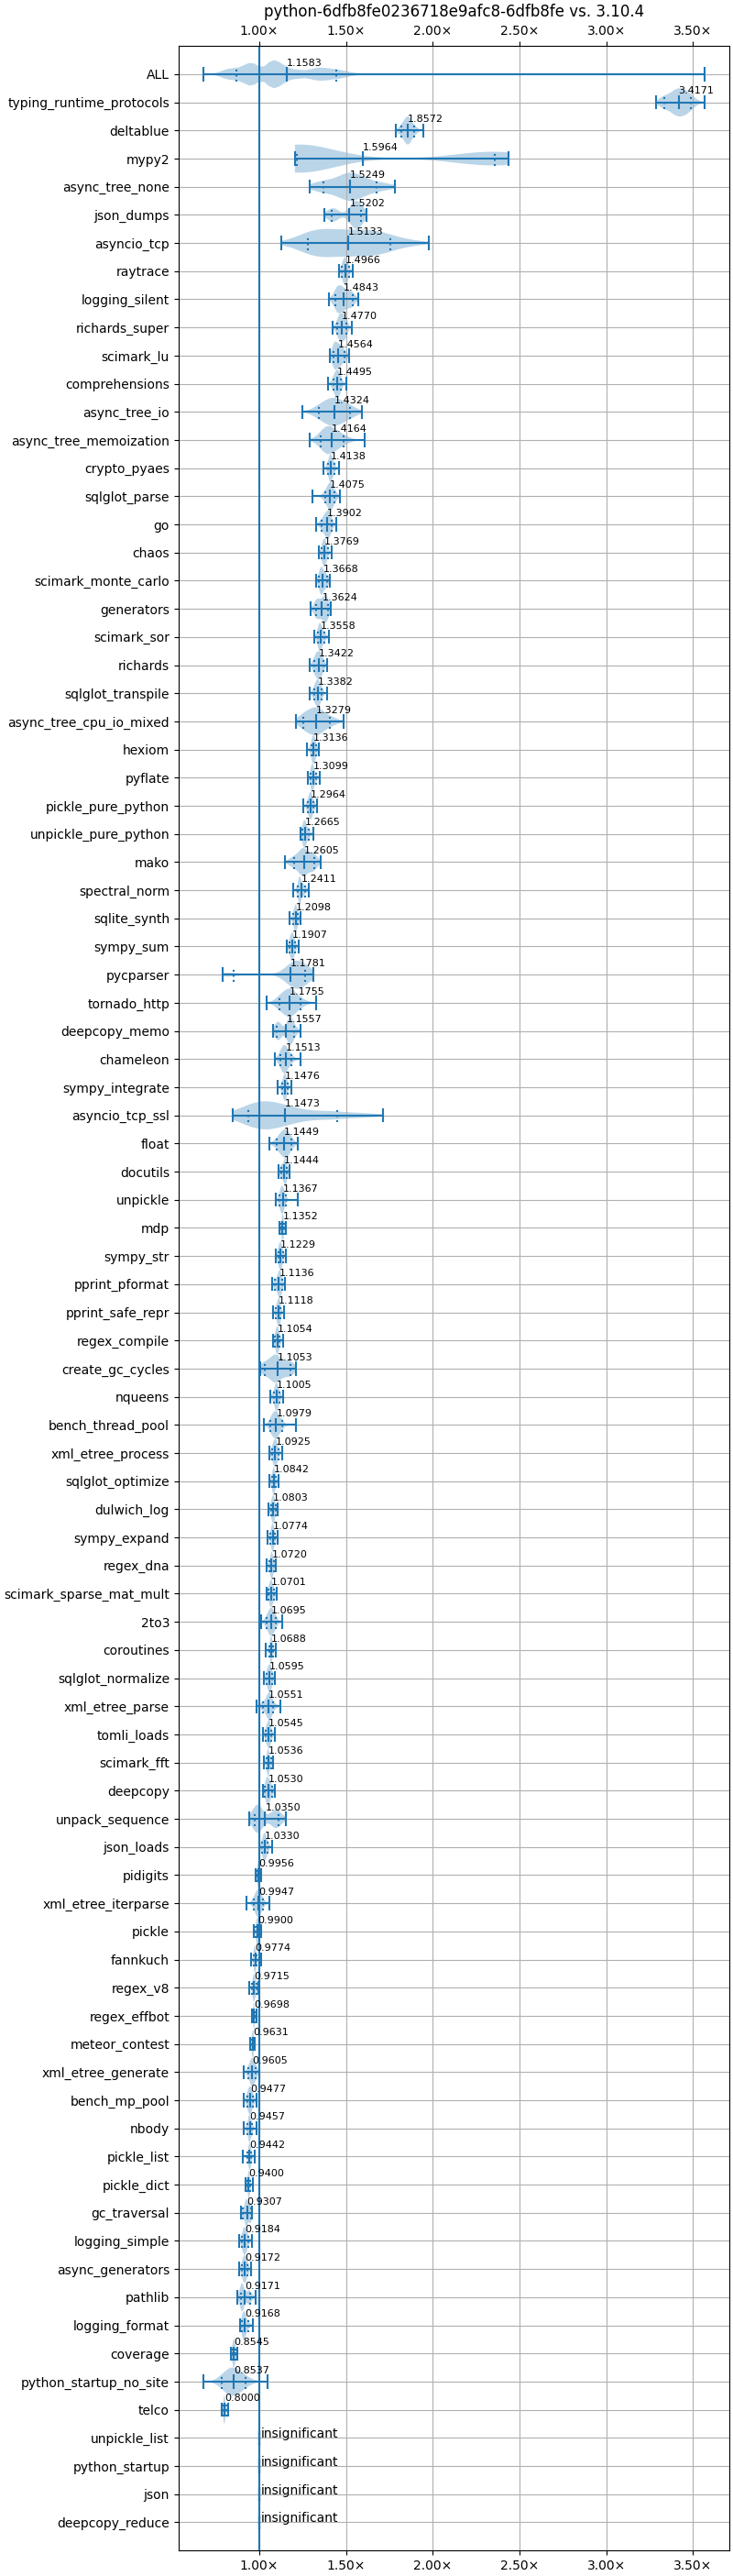 python-6dfb8fe0236718e9afc8-6dfb8fe vs. 3.10.4
1.00× 1.50× 2.00× 2.50× 3.00× 3.50×
ALL 1.1583
typing_runtime_protocols 3.4171
deltablue 1.8572
mypy2 1.5964
async_tree_none 1.5249
json_dumps 1.5202
asyncio_tcp 1.5133
raytrace 1.4966
logging_silent 1.4843
richards_super 1.4770
scimark_lu 1.4564
comprehensions 1.4495
async_tree_io 1.4324
async_tree_memoization 1.4164
crypto_pyaes 1.4138
sqlglot_parse 1.4075
go 1.3902
chaos 1.3769
scimark_monte_carlo 1.3668
generators 1.3624
scimark_sor 1.3558
richards 1.3422
sqlglot_transpile 1.3382
async_tree_cpu_io_mixed 1.3279
hexiom 1.3136
pyflate 1.3099
pickle_pure_python 1.2964
unpickle_pure_python 1.2665
mako 1.2605
spectral_norm 1.2411
sqlite_synth 1.2098
sympy_sum 1.1907
pycparser 1.1781
tornado_http 1.1755
deepcopy_memo 1.1557
chameleon 1.1513
sympy_integrate 1.1476
asyncio_tcp_ssl 1.1473
float 1.1449
docutils 1.1444
unpickle 1.1367
mdp 1.1352
sympy_str 1.1229
pprint_pformat 1.1136
pprint_safe_repr 1.1118
regex_compile 1.1054
create_gc_cycles 1.1053
nqueens 1.1005
bench_thread_pool 1.0979
xml_etree_process 1.0925
sqlglot_optimize 1.0842
dulwich_log 1.0803
sympy_expand 1.0774
regex_dna 1.0720
scimark_sparse_mat_mult 1.0701
2to3 1.0695
coroutines 1.0688
sqlglot_normalize 1.0595
xml_etree_parse 1.0551
tomli_loads 1.0545
scimark_fft 1.0536
deepcopy 1.0530
unpack_sequence 1.0350
json_loads 1.0330
pidigits 0.9956
xml_etree_iterparse 0.9947
pickle 0.9900
fannkuch 0.9774
regex_v8 0.9715
regex_effbot 0.9698
meteor_contest 0.9631
xml_etree_generate 0.9605
bench_mp_pool 0.9477
nbody 0.9457
pickle_list 0.9442
pickle_dict 0.9400
gc_traversal 0.9307
logging_simple 0.9184
async_generators 0.9172
pathlib 0.9171
logging_format 0.9168
coverage 0.8545
python_startup_no_site 0.8537
telco 0.8000
unpickle_list insignificant
python_startup insignificant
json insignificant
deepcopy_reduce insignificant
1.00× 1.50× 2.00× 2.50× 3.00× 3.50×